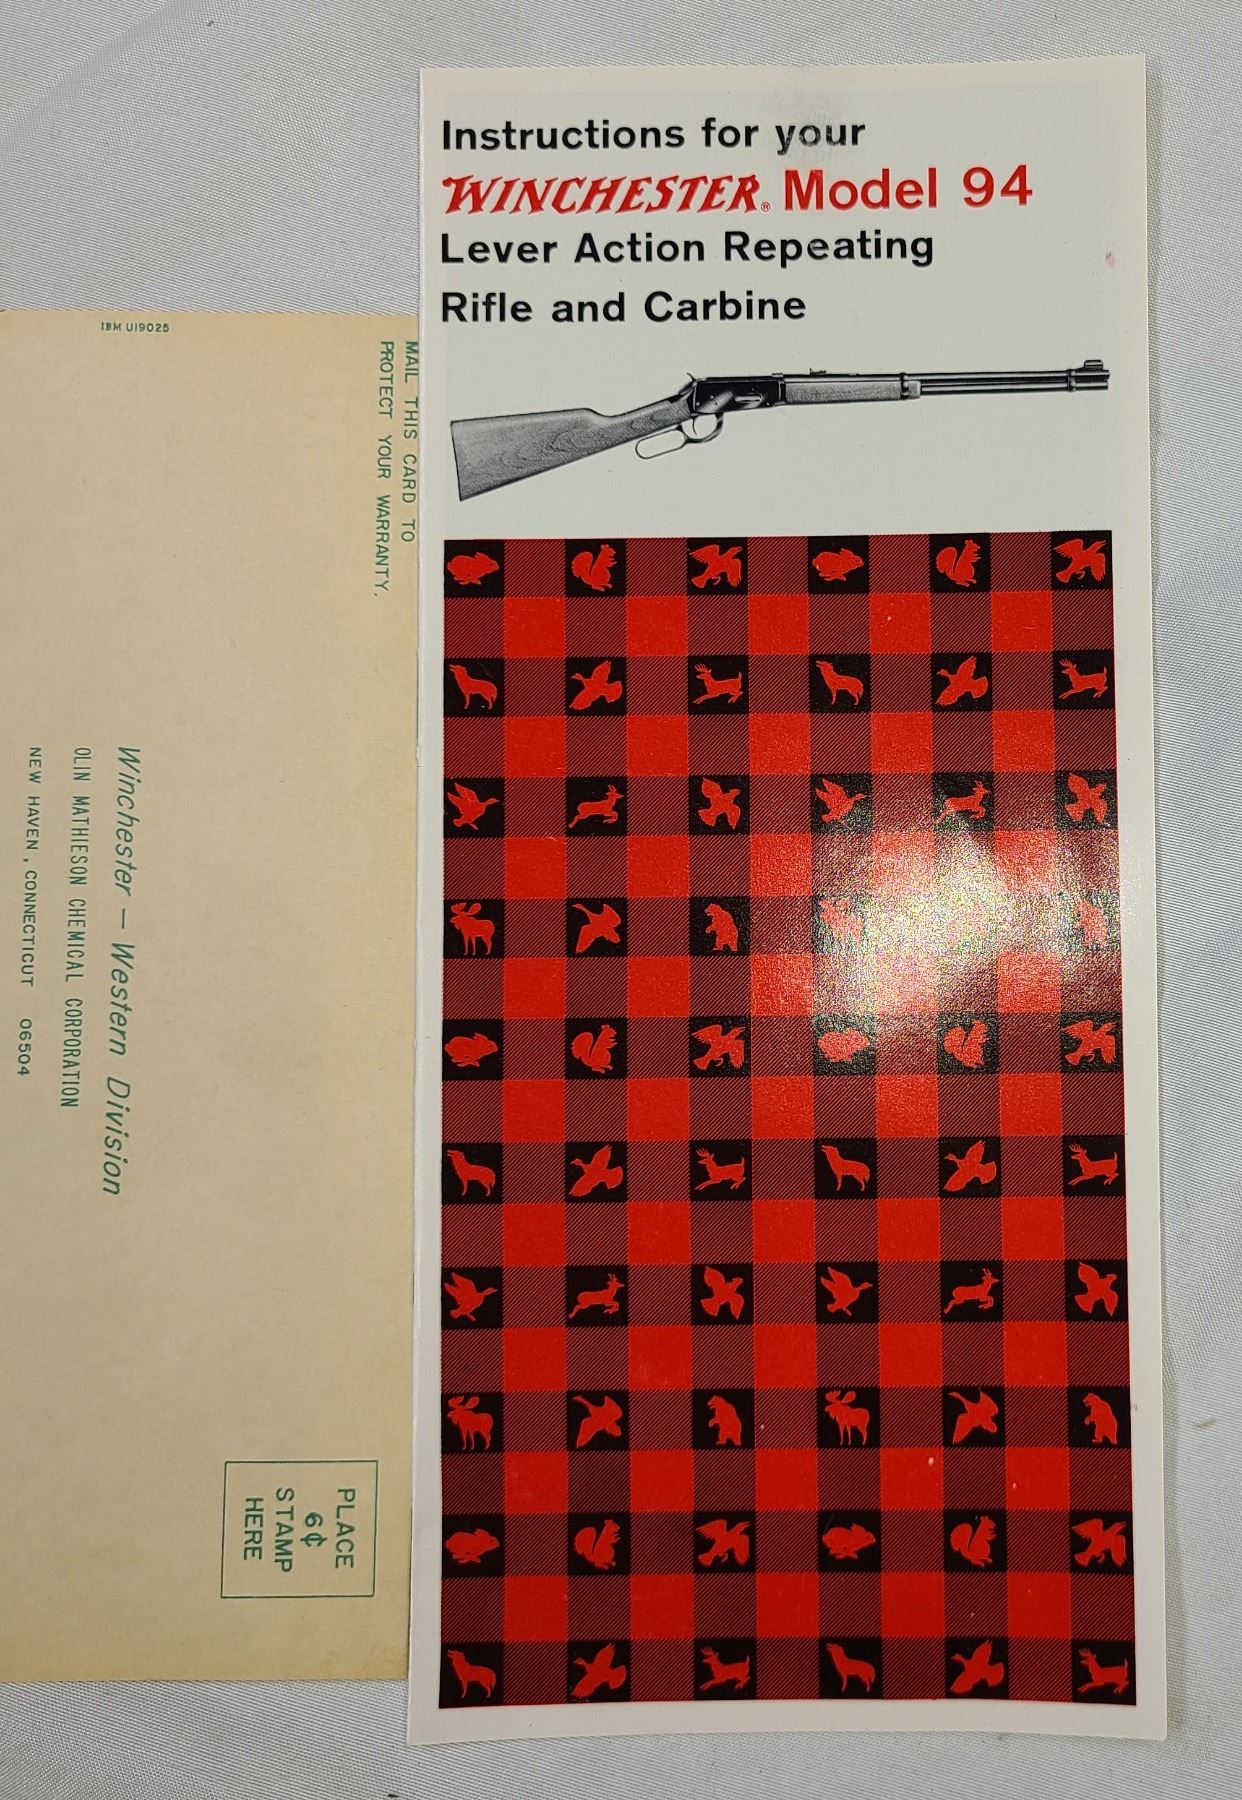 Instructions for your
WINCHESTER® Model 94
Lever Action Repeating
Rifle and Carbine
IBM U19025
MAIL THIS CARD TO
PROTECT YOUR WARRANTY.
Winchester — Western Division
OLIN MATHIESON CHEMICAL CORPORATION
NEW HAVEN, CONNECTICUT 06504
PLACE
6¢
STAMP
HERE